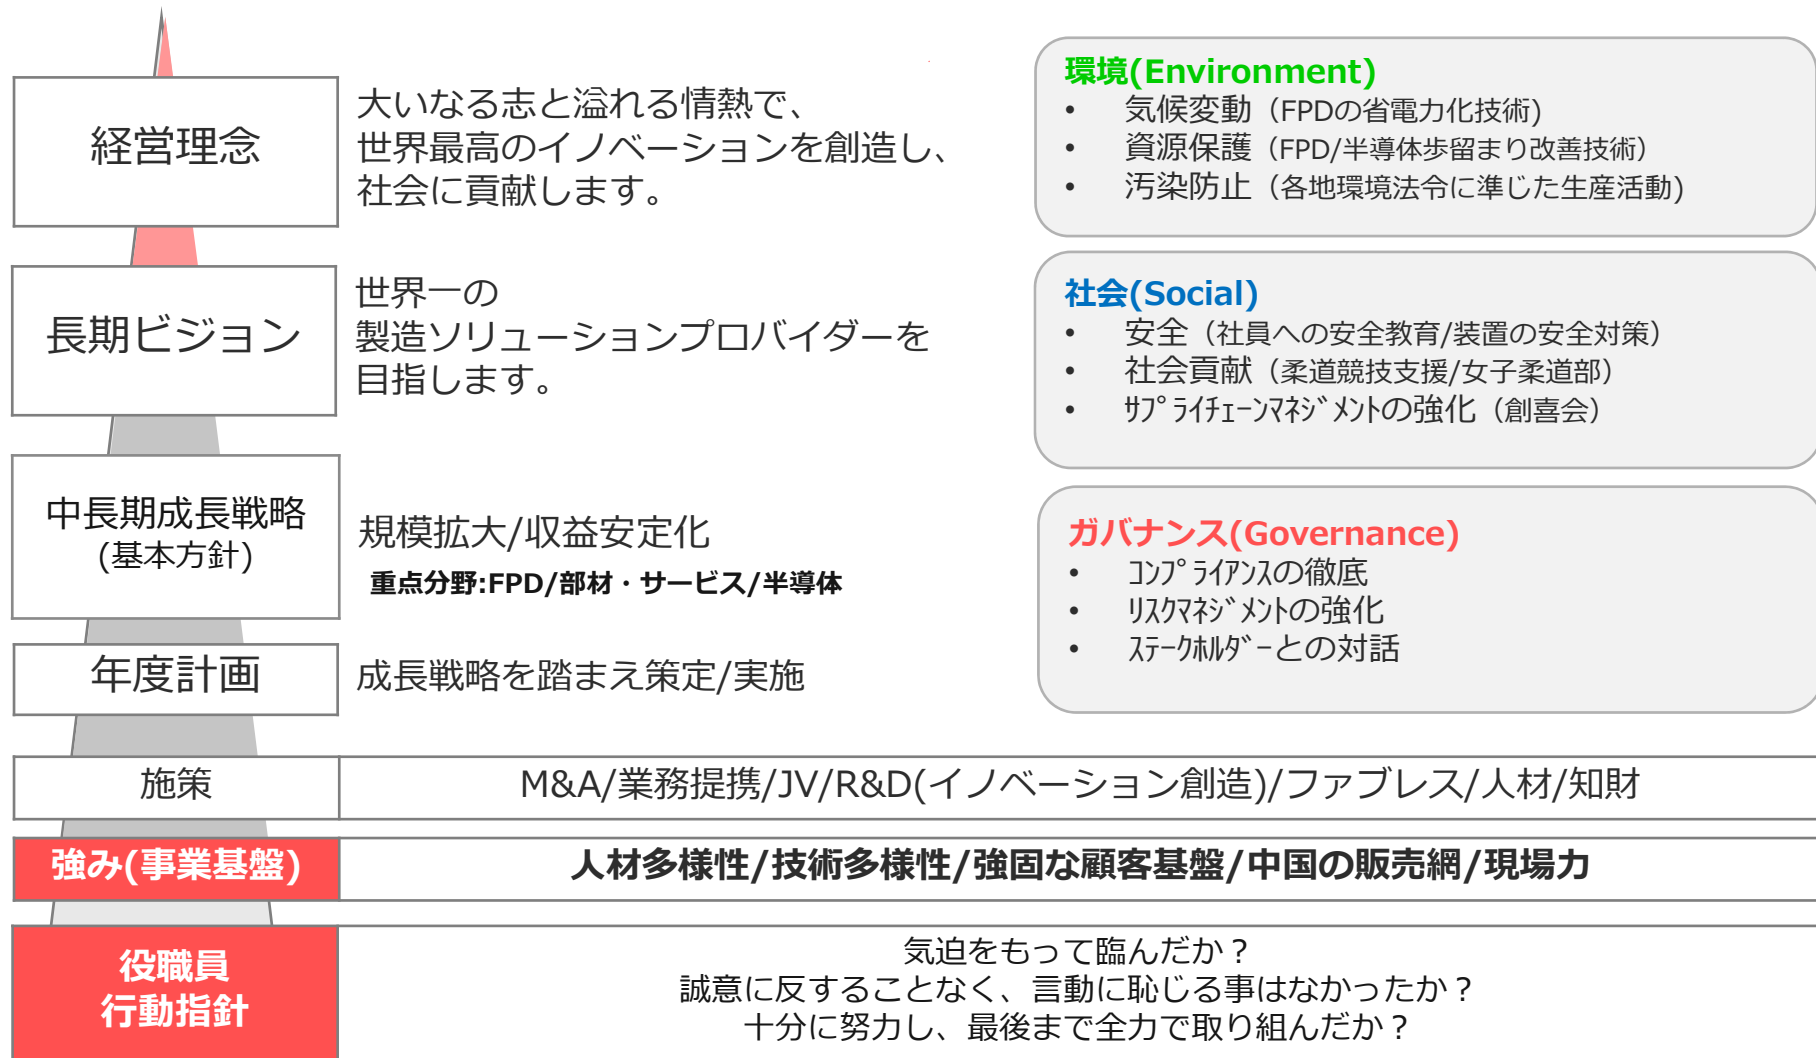 経営理念
大いなる志と溢れる情熱で、
世界最高のイノベーションを創造し、
社会に貢献します。
長期ビジョン
世界一の
製造ソリューションプロバイダーを
目指します。
中長期成長戦略
(基本方針)
規模拡大/収益安定化
重点分野:FPD/部材・サービス/半導体
年度計画
成長戦略を踏まえ策定/実施
環境(Environment)
• 気候変動（FPDの省電力化技術)
• 資源保護（FPD/半導体歩留まり改善技術）
• 汚染防止（各地環境法令に準じた生産活動)
社会(Social)
• 安全（社員への安全教育/装置の安全対策）
• 社会貢献（柔道競技支援/女子柔道部）
• ｻﾌﾟﾗｲﾁｪｰﾝﾏﾈｼﾞﾒﾝﾄの強化（創喜会）
ガバナンス(Governance)
• ｺﾝﾌﾟﾗｲｱﾝｽの徹底
• ﾘｽｸﾏﾈｼﾞﾒﾝﾄの強化
• ｽﾃｰｸﾎﾙﾀﾞｰとの対話
施策
M&A/業務提携/JV/R&D(イノベーション創造)/ファブレス/人材/知財
強み(事業基盤)
人材多様性/技術多様性/強固な顧客基盤/中国の販売網/現場力
役職員
行動指針
気迫をもって臨んだか？
誠意に反することなく、言動に恥じる事はなかったか？
十分に努力し、最後まで全力で取り組んだか？